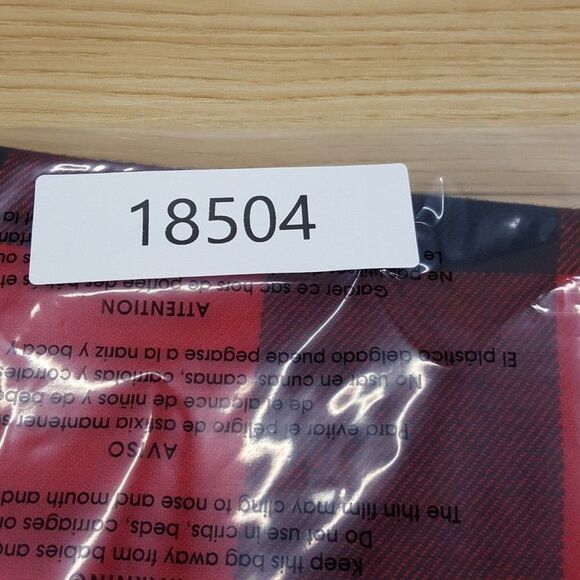 18504
Keep this bag away from babies and
Do not use in cribs, beds, carriages or
The thin film may cling to nose and mouth and
AVISO
Para evitar el peligro de asfixia mantener
de el alcance de niños y de
No usar en cunas, camas, carriolas y corrales
El plástico delgado puede pegarse a la nariz y boca y
ATTENTION
Garder ce sac hors de portée des
Ne
Le